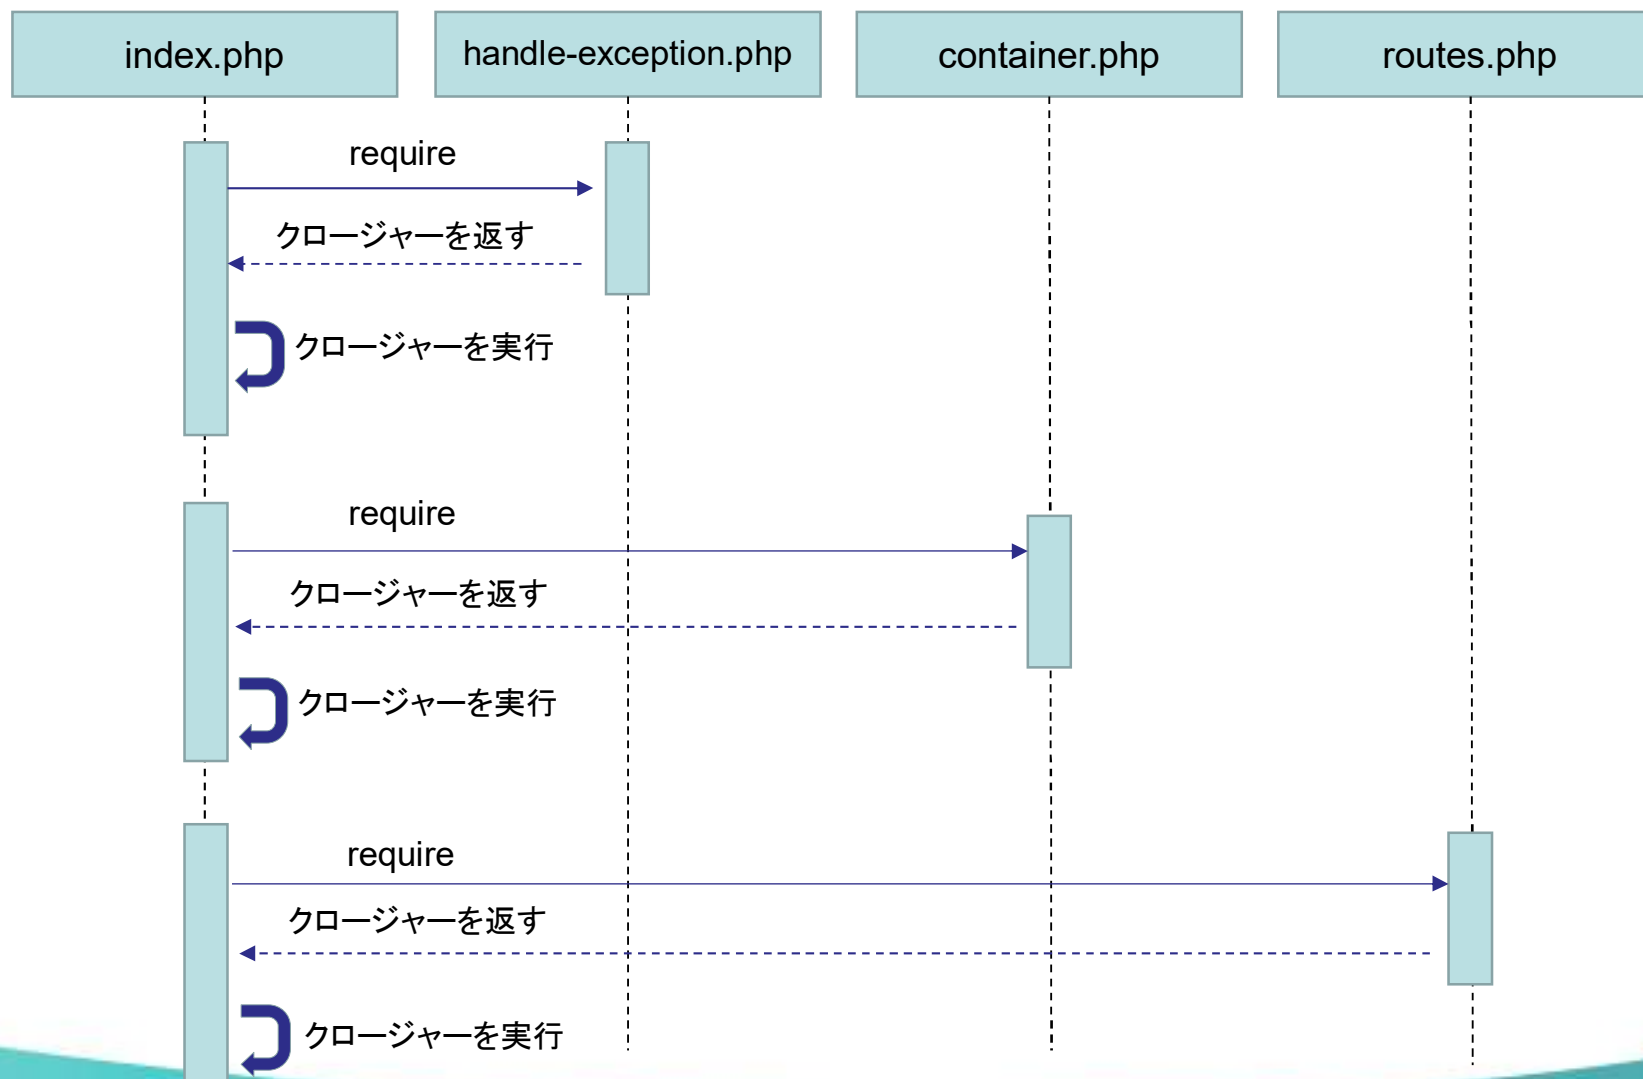 index.php
handle-exception.php
container.php
routes.php
require
クロージャーを返す
クロージャーを実行
require
クロージャーを返す
クロージャーを実行
require
クロージャーを返す
クロージャーを実行